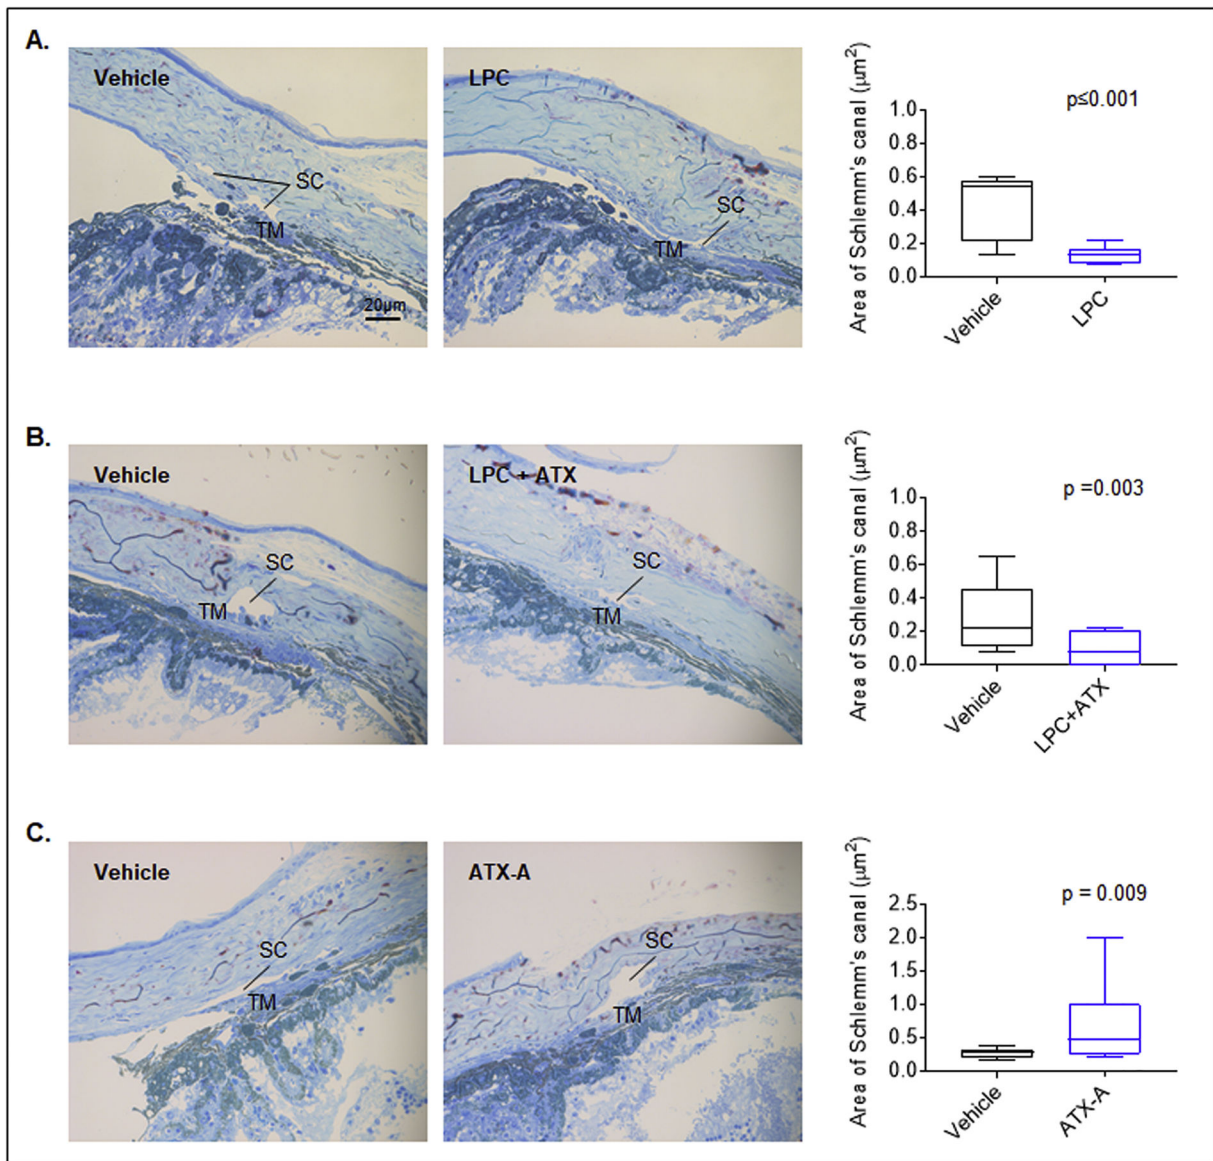 A.
Vehicle
SC
TM
20µm
LPC
SC
TM
p≤0.001
Area of Schlemm's canal (µm²)
1.0
0.8
0.6
0.4
0.2
0.0
Vehicle
LPC
B.
Vehicle
SC
TM
LPC + ATX
SC
TM
p =0.003
Area of Schlemm's canal (µm²)
1.0
0.8
0.6
0.4
0.2
0.0
Vehicle
LPC+ATX
C.
Vehicle
SC
TM
ATX-A
SC
TM
p = 0.009
Area of Schlemm's canal (µm²)
2.5
2.0
1.5
1.0
0.5
0.0
Vehicle
ATX-A